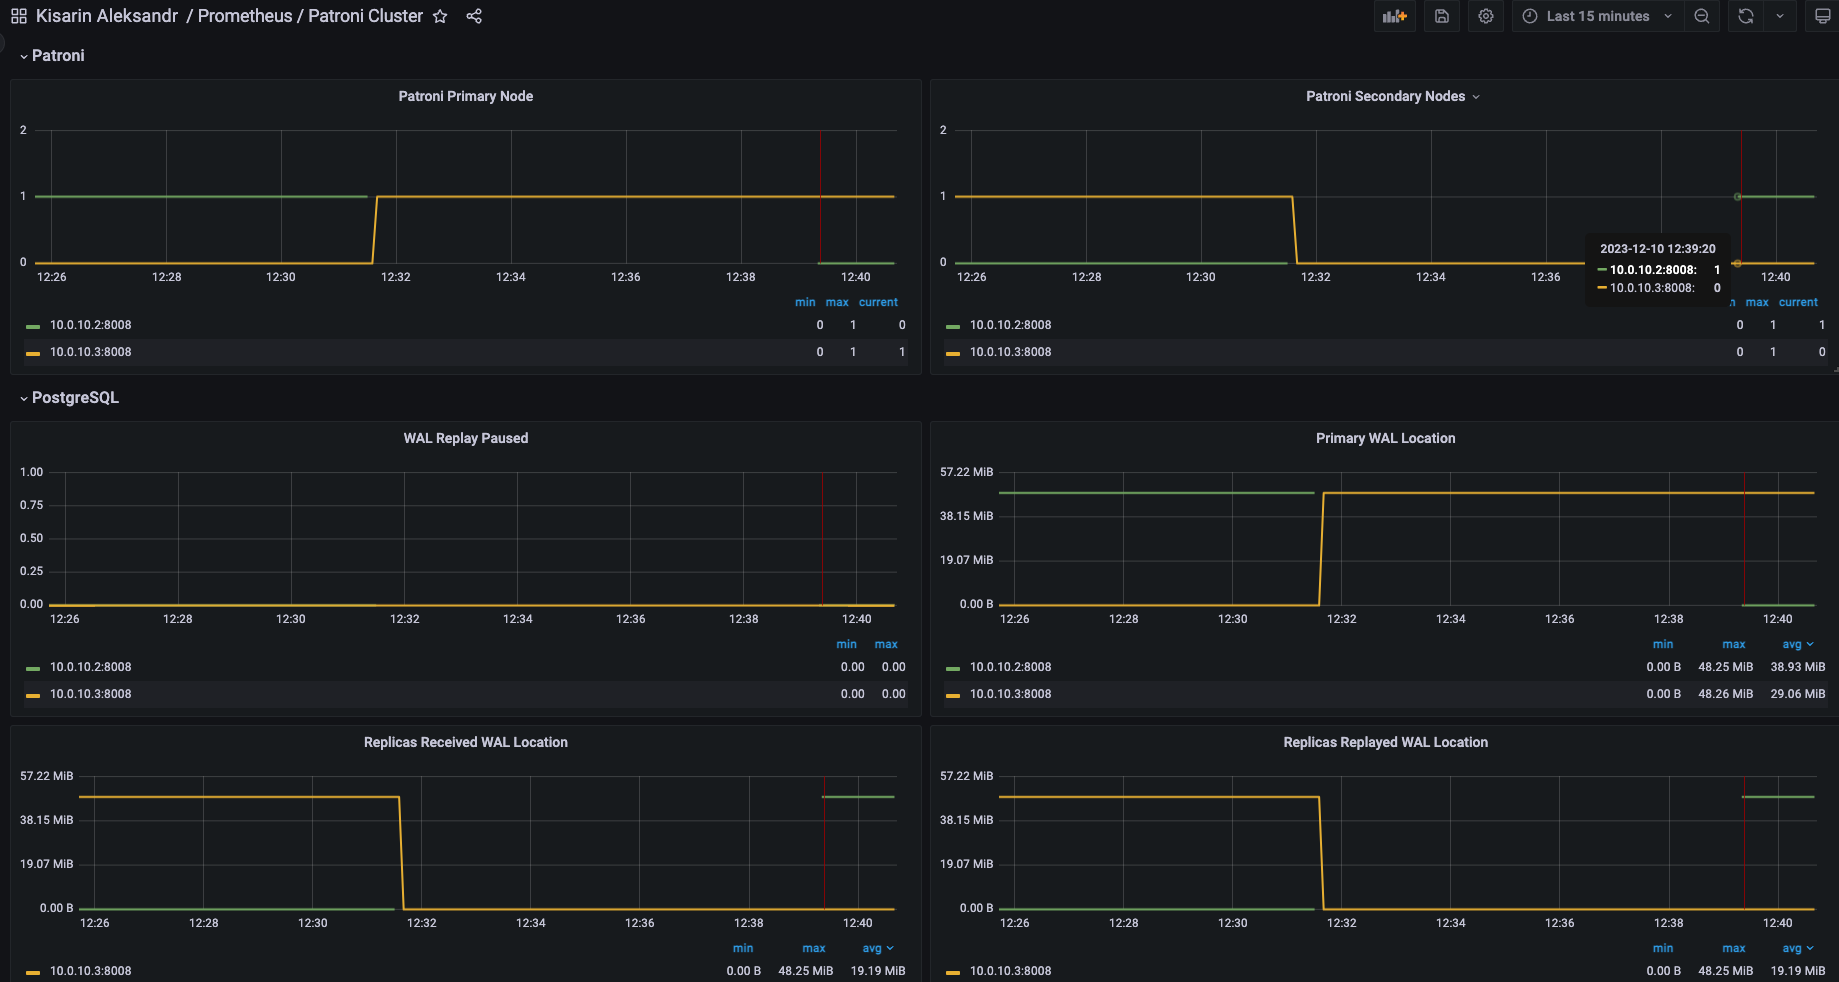 Kisarin Aleksandr / Prometheus / Patroni Cluster
Last 15 minutes
Patroni
Patroni Primary Node
2
1
0
12:26 12:28 12:30 12:32 12:34 12:36 12:38 12:40
min max current
10.0.10.2:8008 0 1 0
10.0.10.3:8008 0 1 1
Patroni Secondary Nodes
2
1
0
12:26 12:28 12:30 12:32 12:34 12:36 12:40
2023-12-10 12:39:20
10.0.10.2:8008: 1
10.0.10.3:8008: 0
max current
10.0.10.2:8008 0 1 1
10.0.10.3:8008 0 1 0
PostgreSQL
WAL Replay Paused
1.00
0.75
0.50
0.25
0.00
12:26 12:28 12:30 12:32 12:34 12:36 12:38 12:40
min max
10.0.10.2:8008 0.00 0.00
10.0.10.3:8008 0.00 0.00
Primary WAL Location
57.22 MiB
38.15 MiB
19.07 MiB
0.00 B
12:26 12:28 12:30 12:32 12:34 12:36 12:38 12:40
min max avg
10.0.10.2:8008 0.00 B 48.25 MiB 38.93 MiB
10.0.10.3:8008 0.00 B 48.26 MiB 29.06 MiB
Replicas Received WAL Location
57.22 MiB
38.15 MiB
19.07 MiB
0.00 B
12:26 12:28 12:30 12:32 12:34 12:36 12:38 12:40
min max avg
10.0.10.3:8008 0.00 B 48.25 MiB 19.19 MiB
Replicas Replayed WAL Location
57.22 MiB
38.15 MiB
19.07 MiB
0.00 B
12:26 12:28 12:30 12:32 12:34 12:36 12:38 12:40
min max avg
10.0.10.3:8008 0.00 B 48.25 MiB 19.19 MiB